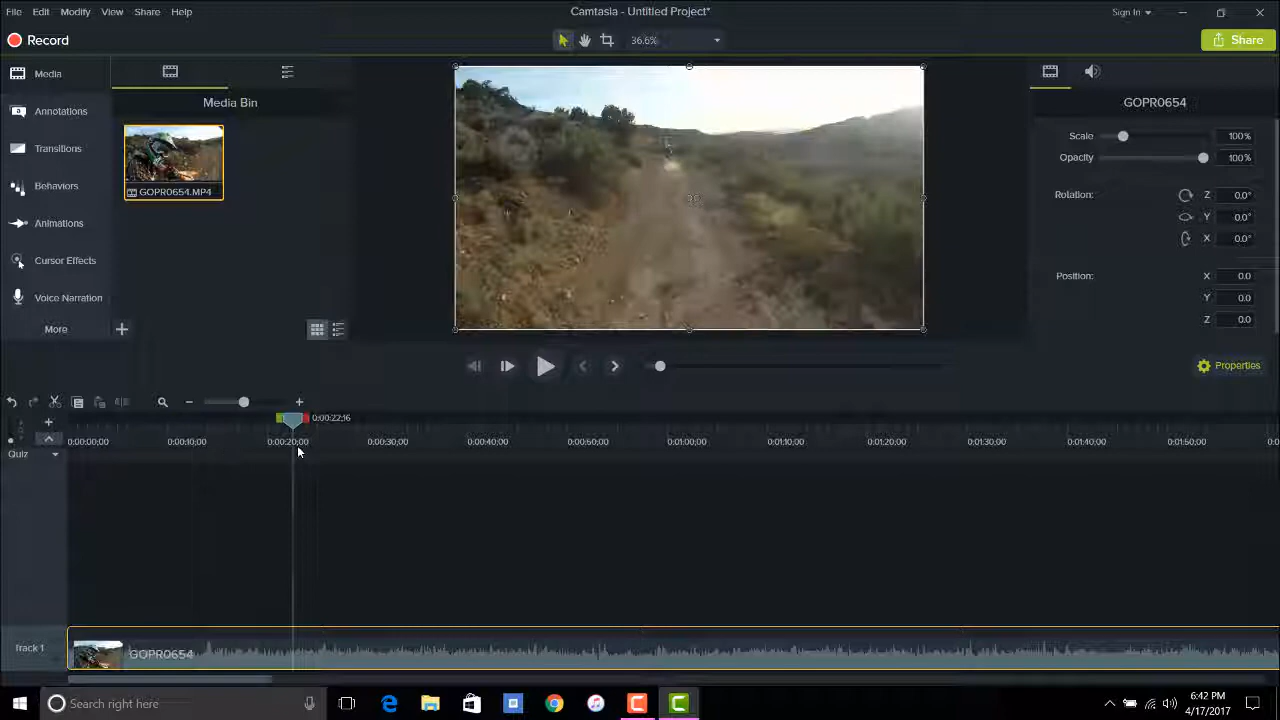 File Edit Modify View Share Help
Camtasia - Untitled Project*
Sign In
Record
36.6%
Share
Media
Annotations
Transitions
Behaviors
Animations
Cursor Effects
Voice Narration
More
Media Bin
GOPR0654.MP4
GOPR0654
Scale 100%
Opacity 100%
Rotation: Z 0.0°
Y 0.0°
X 0.0°
Position: X 0.0
Y 0.0
Z 0.0
Properties
0:00:22;16
0:00:00;00 0:00:10;00 0:00:20;00 0:00:30;00 0:00:40;00 0:00:50;00 0:01:00;00 0:01:10;00 0:01:20;00 0:01:30;00 0:01:40;00 0:01:50;00
Quiz
Track 1
GOPR0654
Search right here
6:42 PM
4/17/2017